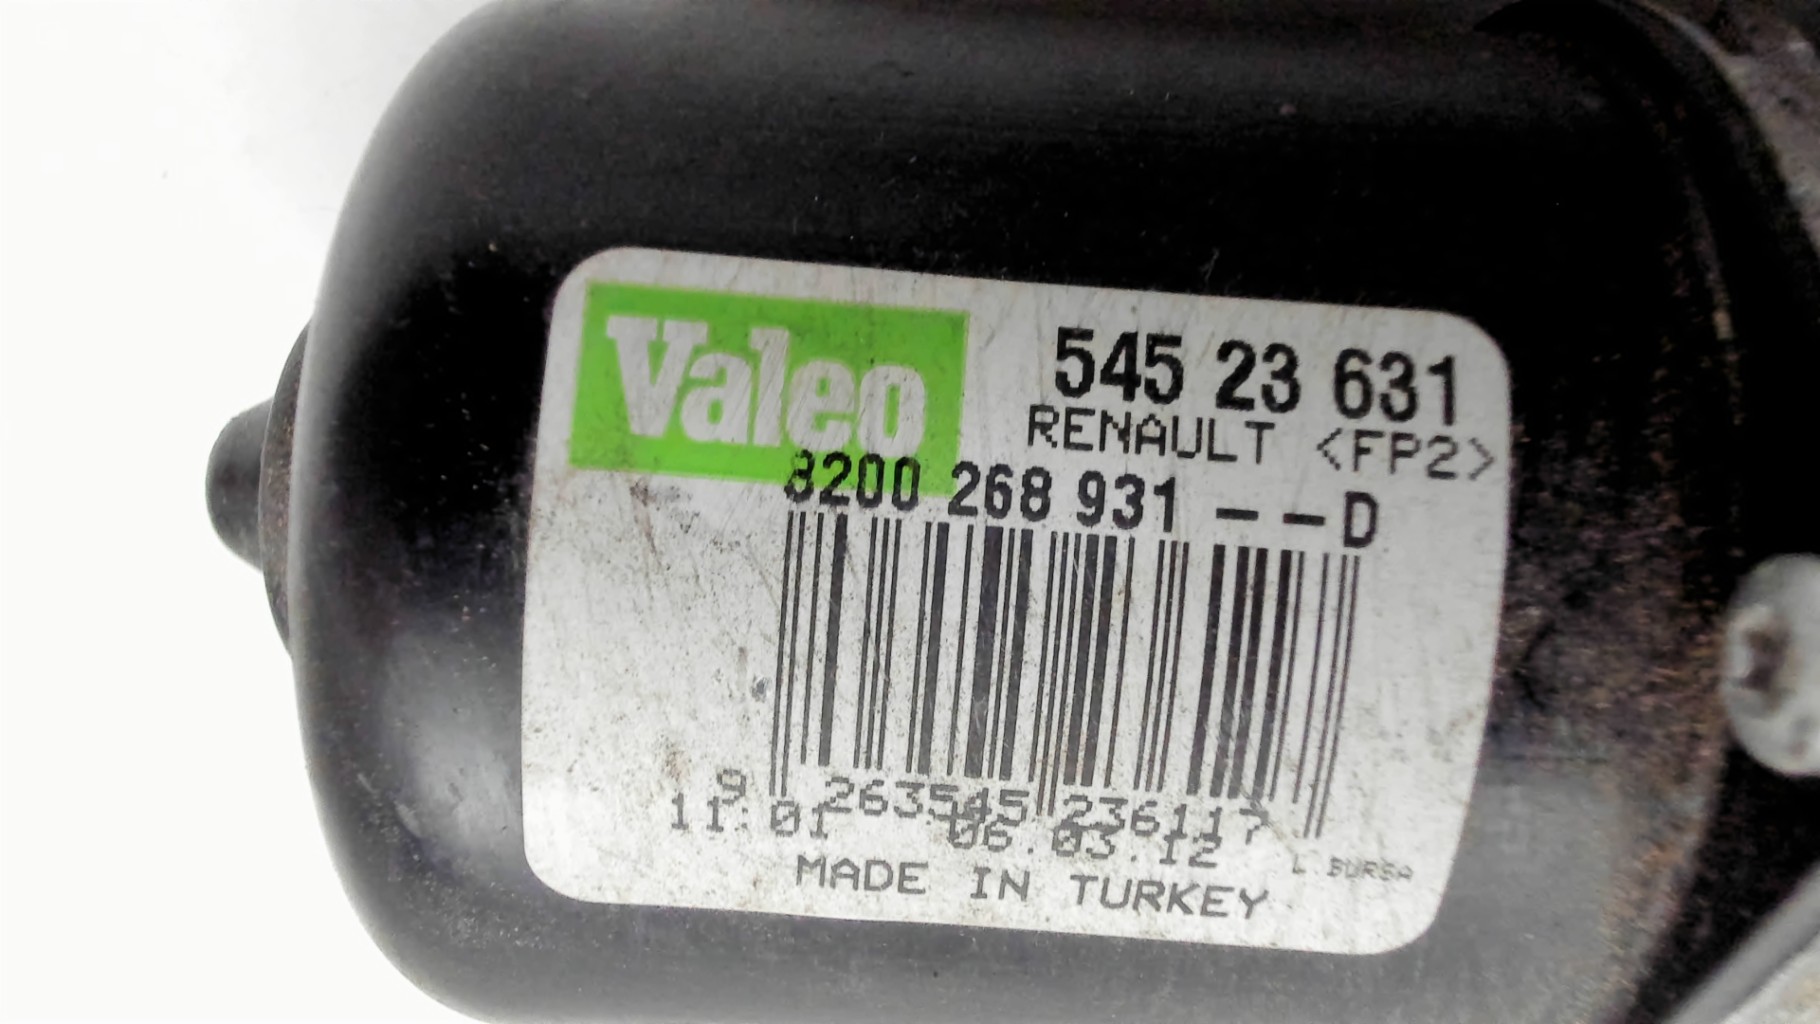 Valeo
545 23 631
RENAULT <FP2>
8200 268 931 -- D
9 263545 236117
11:01 06.03.12
L.BURSA
MADE IN TURKEY